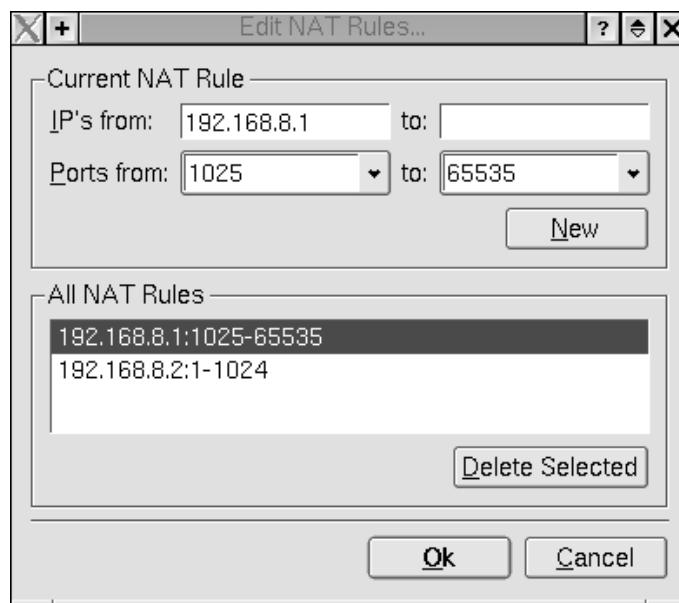 Edit NAT Rules...
?
Current NAT Rule
IP's from: 192.168.8.1 to:
Ports from: 1025 to: 65535
New
All NAT Rules
192.168.8.1:1025-65535
192.168.8.2:1-1024
Delete Selected
Ok Cancel